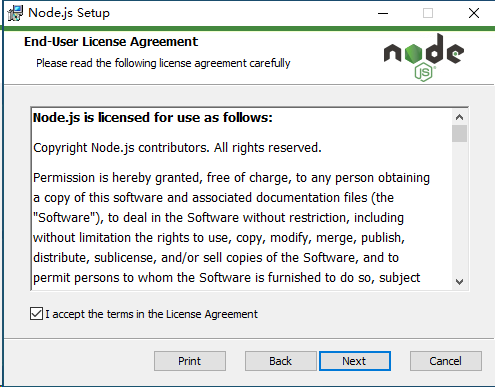 Node.js Setup
End-User License Agreement
Please read the following license agreement carefully
node
JS
Node.js is licensed for use as follows:
Copyright Node.js contributors. All rights reserved.
Permission is hereby granted, free of charge, to any person obtaining
a copy of this software and associated documentation files (the
"Software"), to deal in the Software without restriction, including
without limitation the rights to use, copy, modify, merge, publish,
distribute, sublicense, and/or sell copies of the Software, and to
permit persons to whom the Software is furnished to do so, subject
I accept the terms in the License Agreement
Print
Back
Next
Cancel